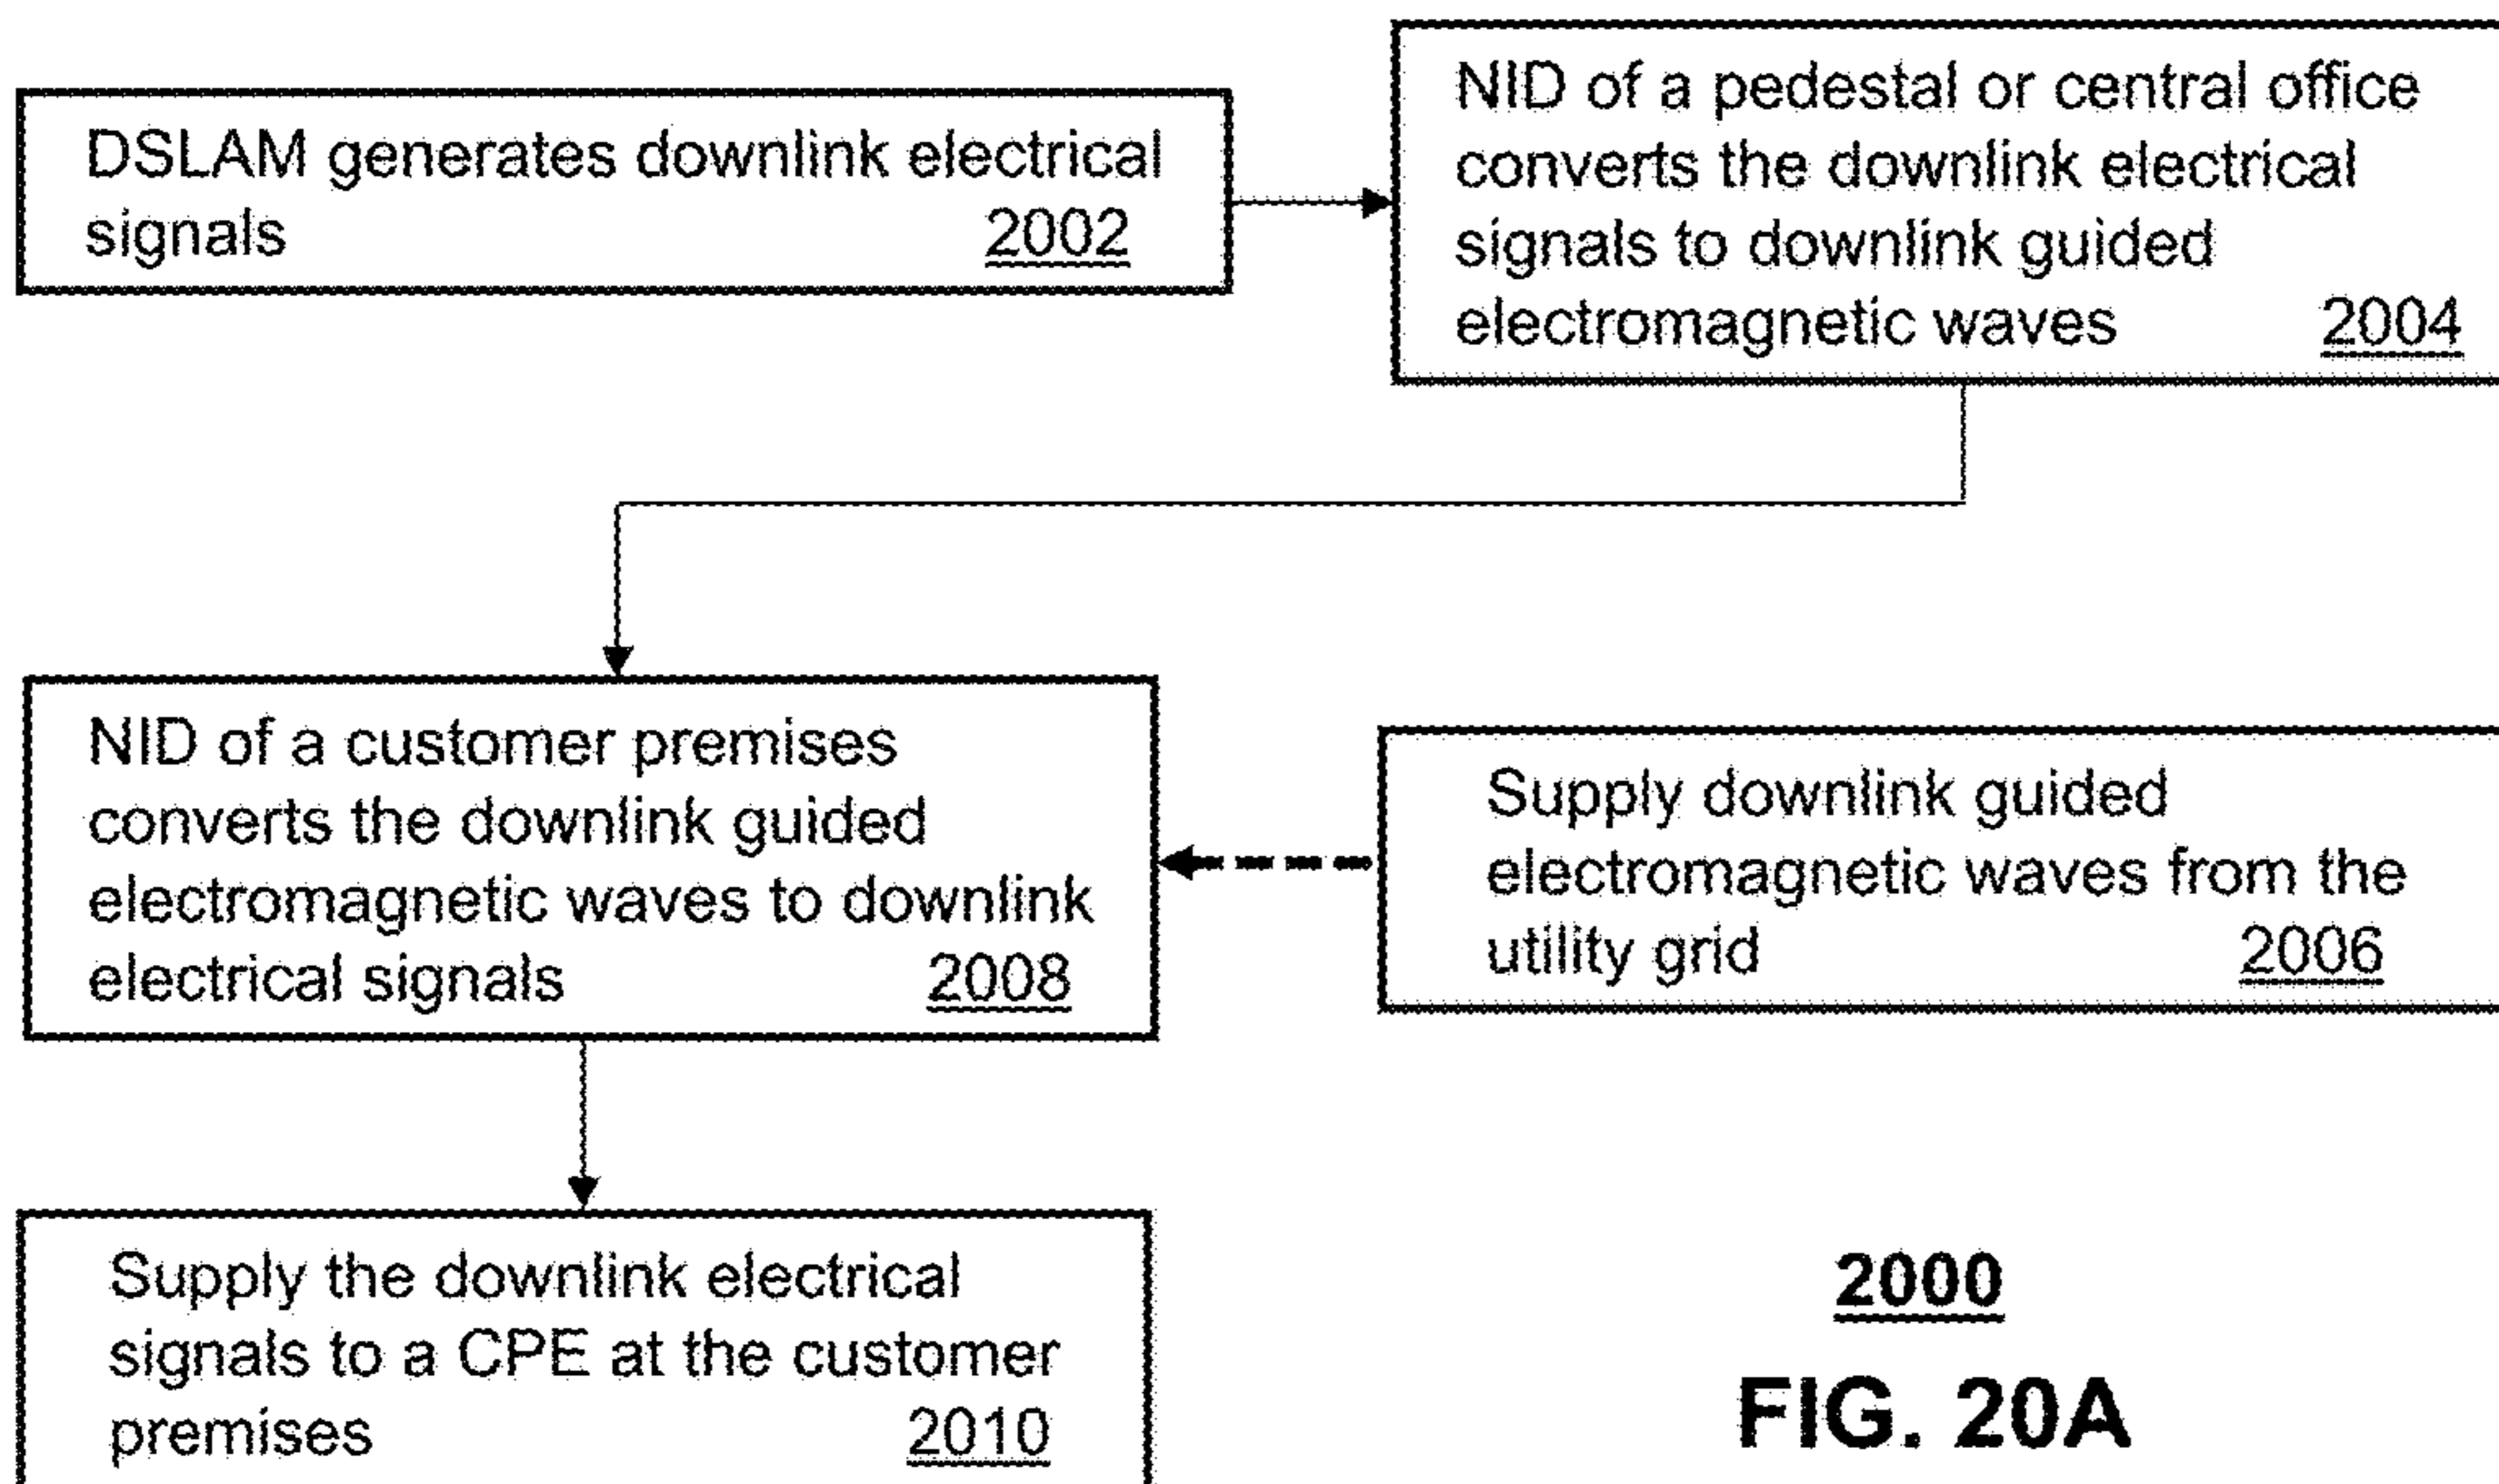 DSLAM generates downlink electrical
signals 2002
NID of a pedestal or central office
converts the downlink electrical
signals to downlink guided
electromagnetic waves 2004
NID of a customer premises
converts the downlink guided
electromagnetic waves to downlink
electrical signals 2008
Supply downlink guided
electromagnetic waves from the
utility grid 2006
Supply the downlink electrical
signals to a CPE at the customer
premises 2010
2000
FIG. 20A